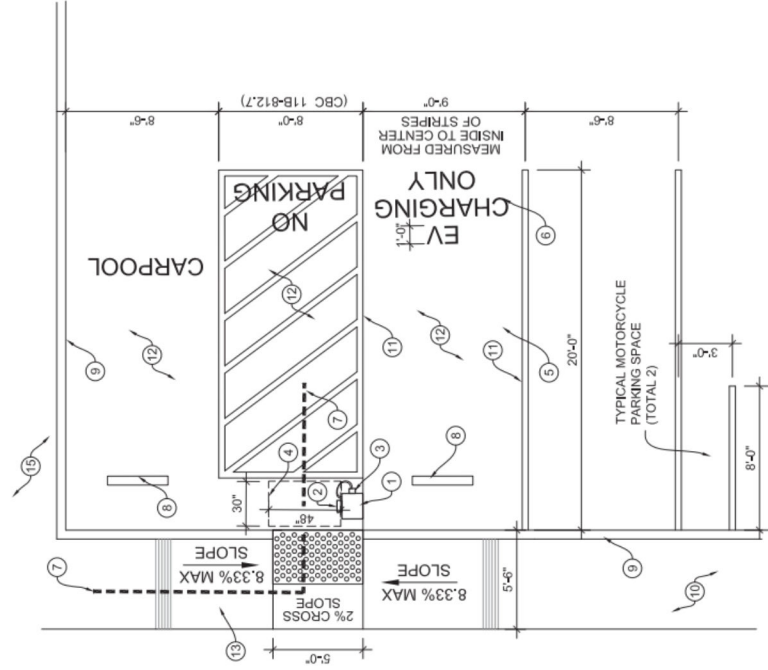 8'-6"
8'-0"
(CBC 11B-812.7)
9'-0"
MEASURED FROM
INSIDE TO CENTER
OF STRIPES
8'-6"
CARPOOL
NO
PARKING
EV
CHARGING
ONLY
1'-0"
6
9
12
12
11
12
11
5
20'-0"
TYPICAL MOTORCYCLE
PARKING SPACE
(TOTAL 2)
3'-0"
7
15
4
3
8
8
2
1
30"
48"
8'-0"
7
8.33% MAX
SLOPE
8.33% MAX
SLOPE
2% CROSS
SLOPE
5'-6"
9
10
13
5'-0"